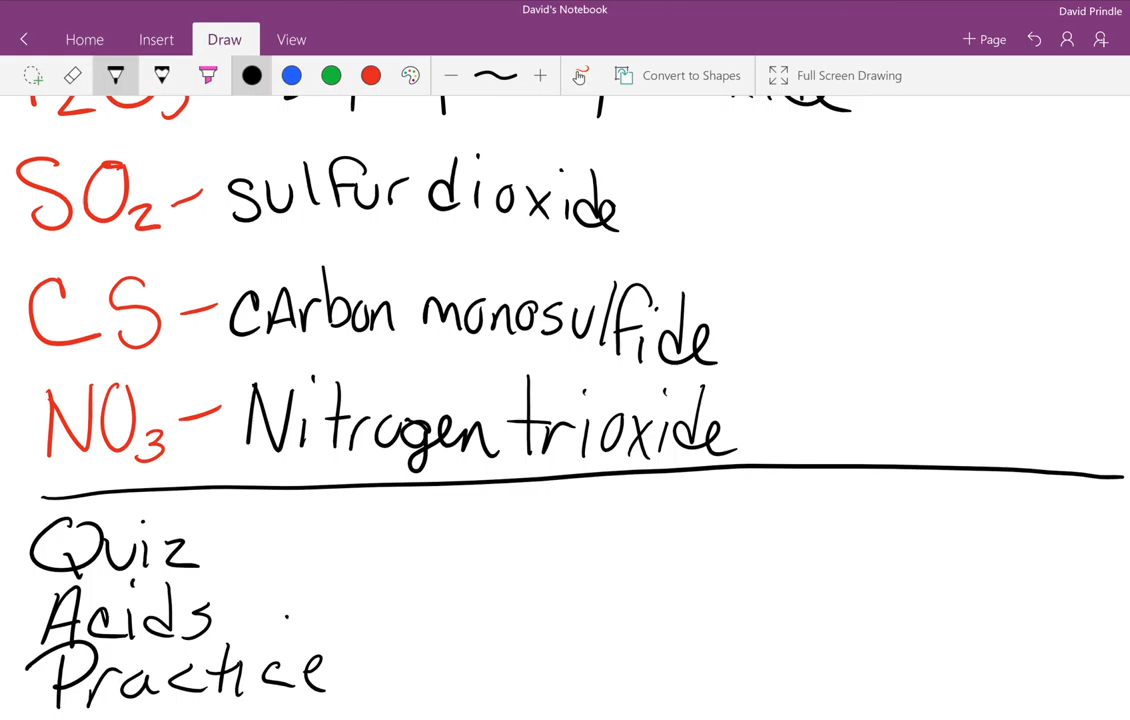 David's Notebook
David Prindle
Home Insert Draw View + Page
Convert to Shapes Full Screen Drawing
SO₂ - sulfur dioxide
CS - cArbon monosulfide
NO₃ - Nitrogen trioxide
Quiz
Acids
Practice